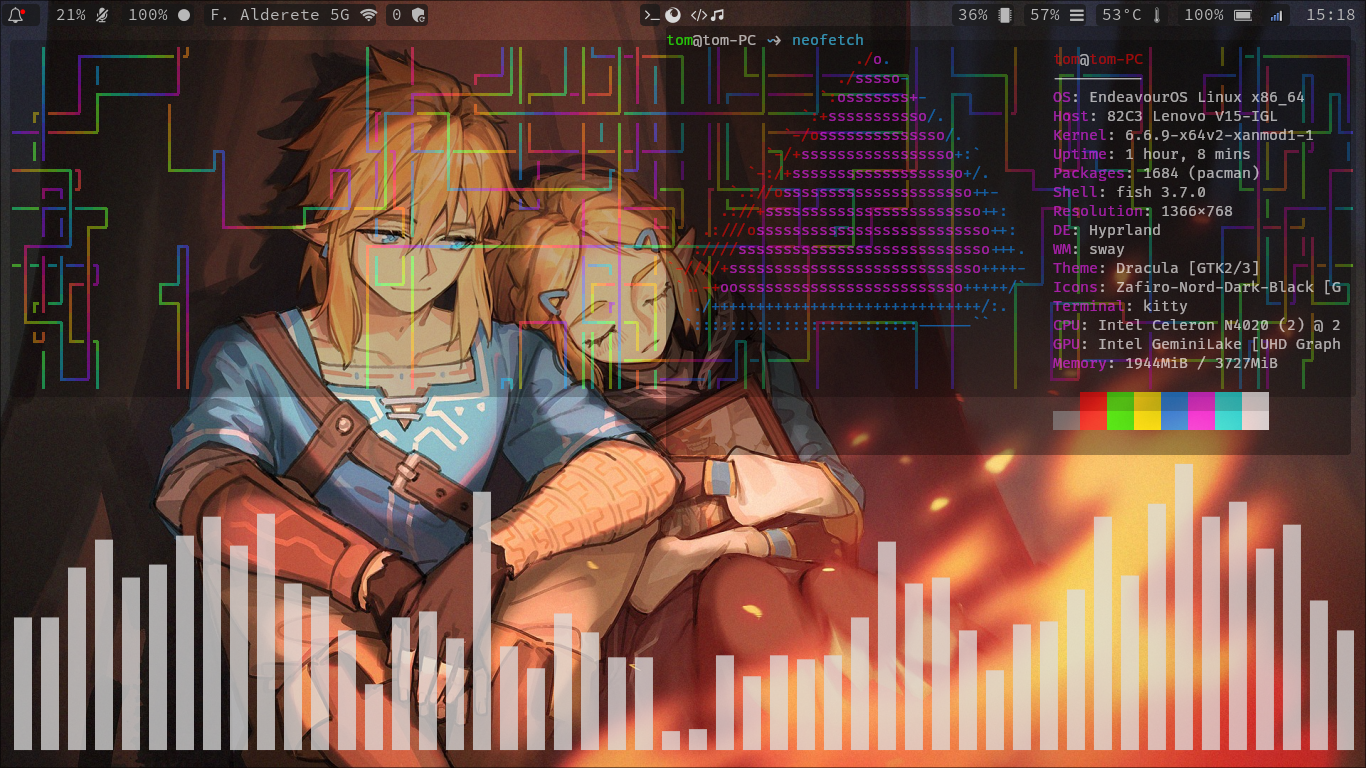 21% 100% F. Alderete 5G 0 36% 57% 53°C 100% 15:18
tom@tom-PC ~> neofetch
./o.
./sssso-
`:osssssss+-
`:+sssssssssso/.
`-/ossssssssssssso/.
`-/+sssssssssssssssso+:`
`-:/+sssssssssssssssssso+/.
`.://osssssssssssssssssssso++-
.://+ssssssssssssssssssssssso++:
.:///ossssssssssssssssssssssssso++:
`:////ssssssssssssssssssssssssssso+++.
`-////+ssssssssssssssssssssssssssso++++-
`..-+oosssssssssssssssssssssssso+++++/`
./++++++++++++++++++++++++++++++/:.
`:::::::::::::::::::::::::------``
tom@tom-PC
----------
OS: EndeavourOS Linux x86_64
Host: 82C3 Lenovo V15-IGL
Kernel: 6.6.9-x64v2-xanmod1-1
Uptime: 1 hour, 8 mins
Packages: 1684 (pacman)
Shell: fish 3.7.0
Resolution: 1366×768
DE: Hyprland
WM: sway
Theme: Dracula [GTK2/3]
Icons: Zafiro-Nord-Dark-Black [G
Terminal: kitty
CPU: Intel Celeron N4020 (2) @ 2
GPU: Intel GeminiLake [UHD Graph
Memory: 1944MiB / 3727MiB